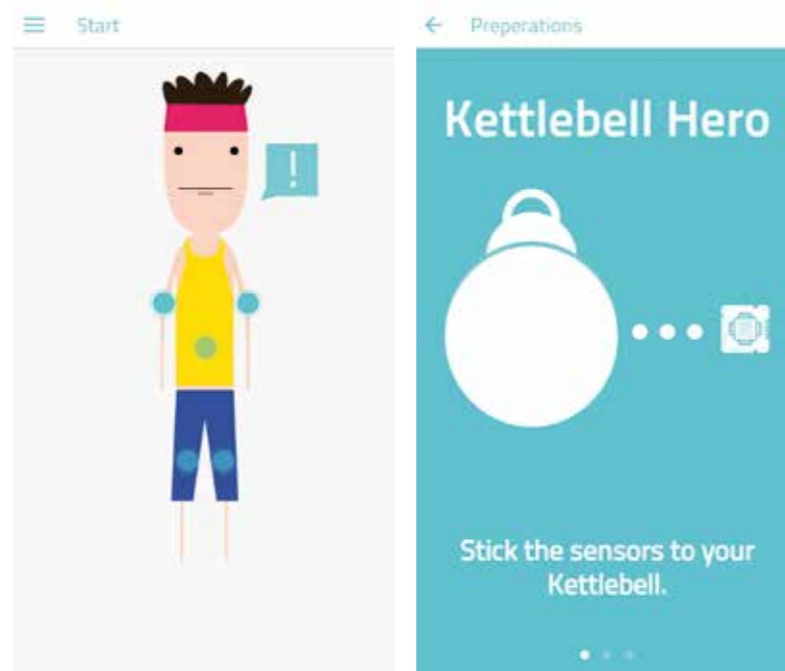 Start
!
Preperations
Kettlebell Hero
Stick the sensors to your
Kettlebell.